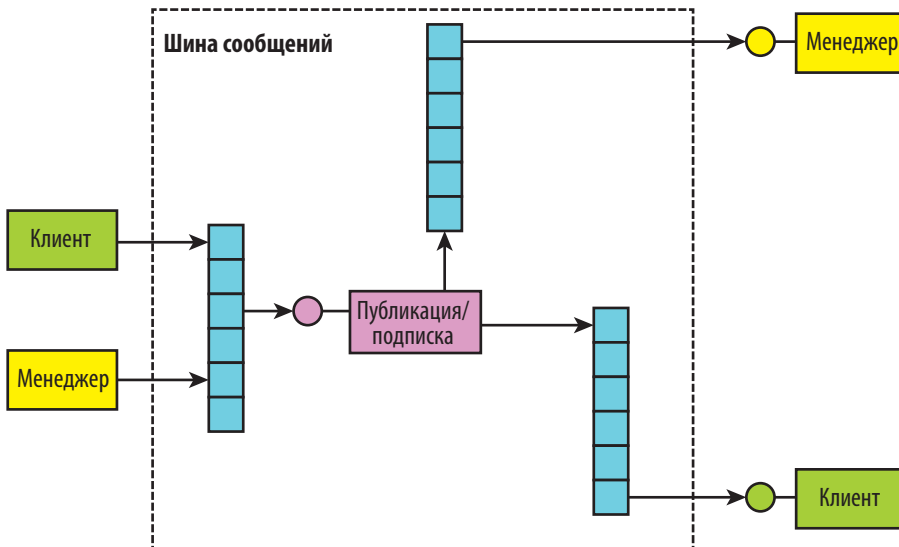 Шина сообщений
Менеджер
Клиент
Публикация/
подписка
Менеджер
Клиент